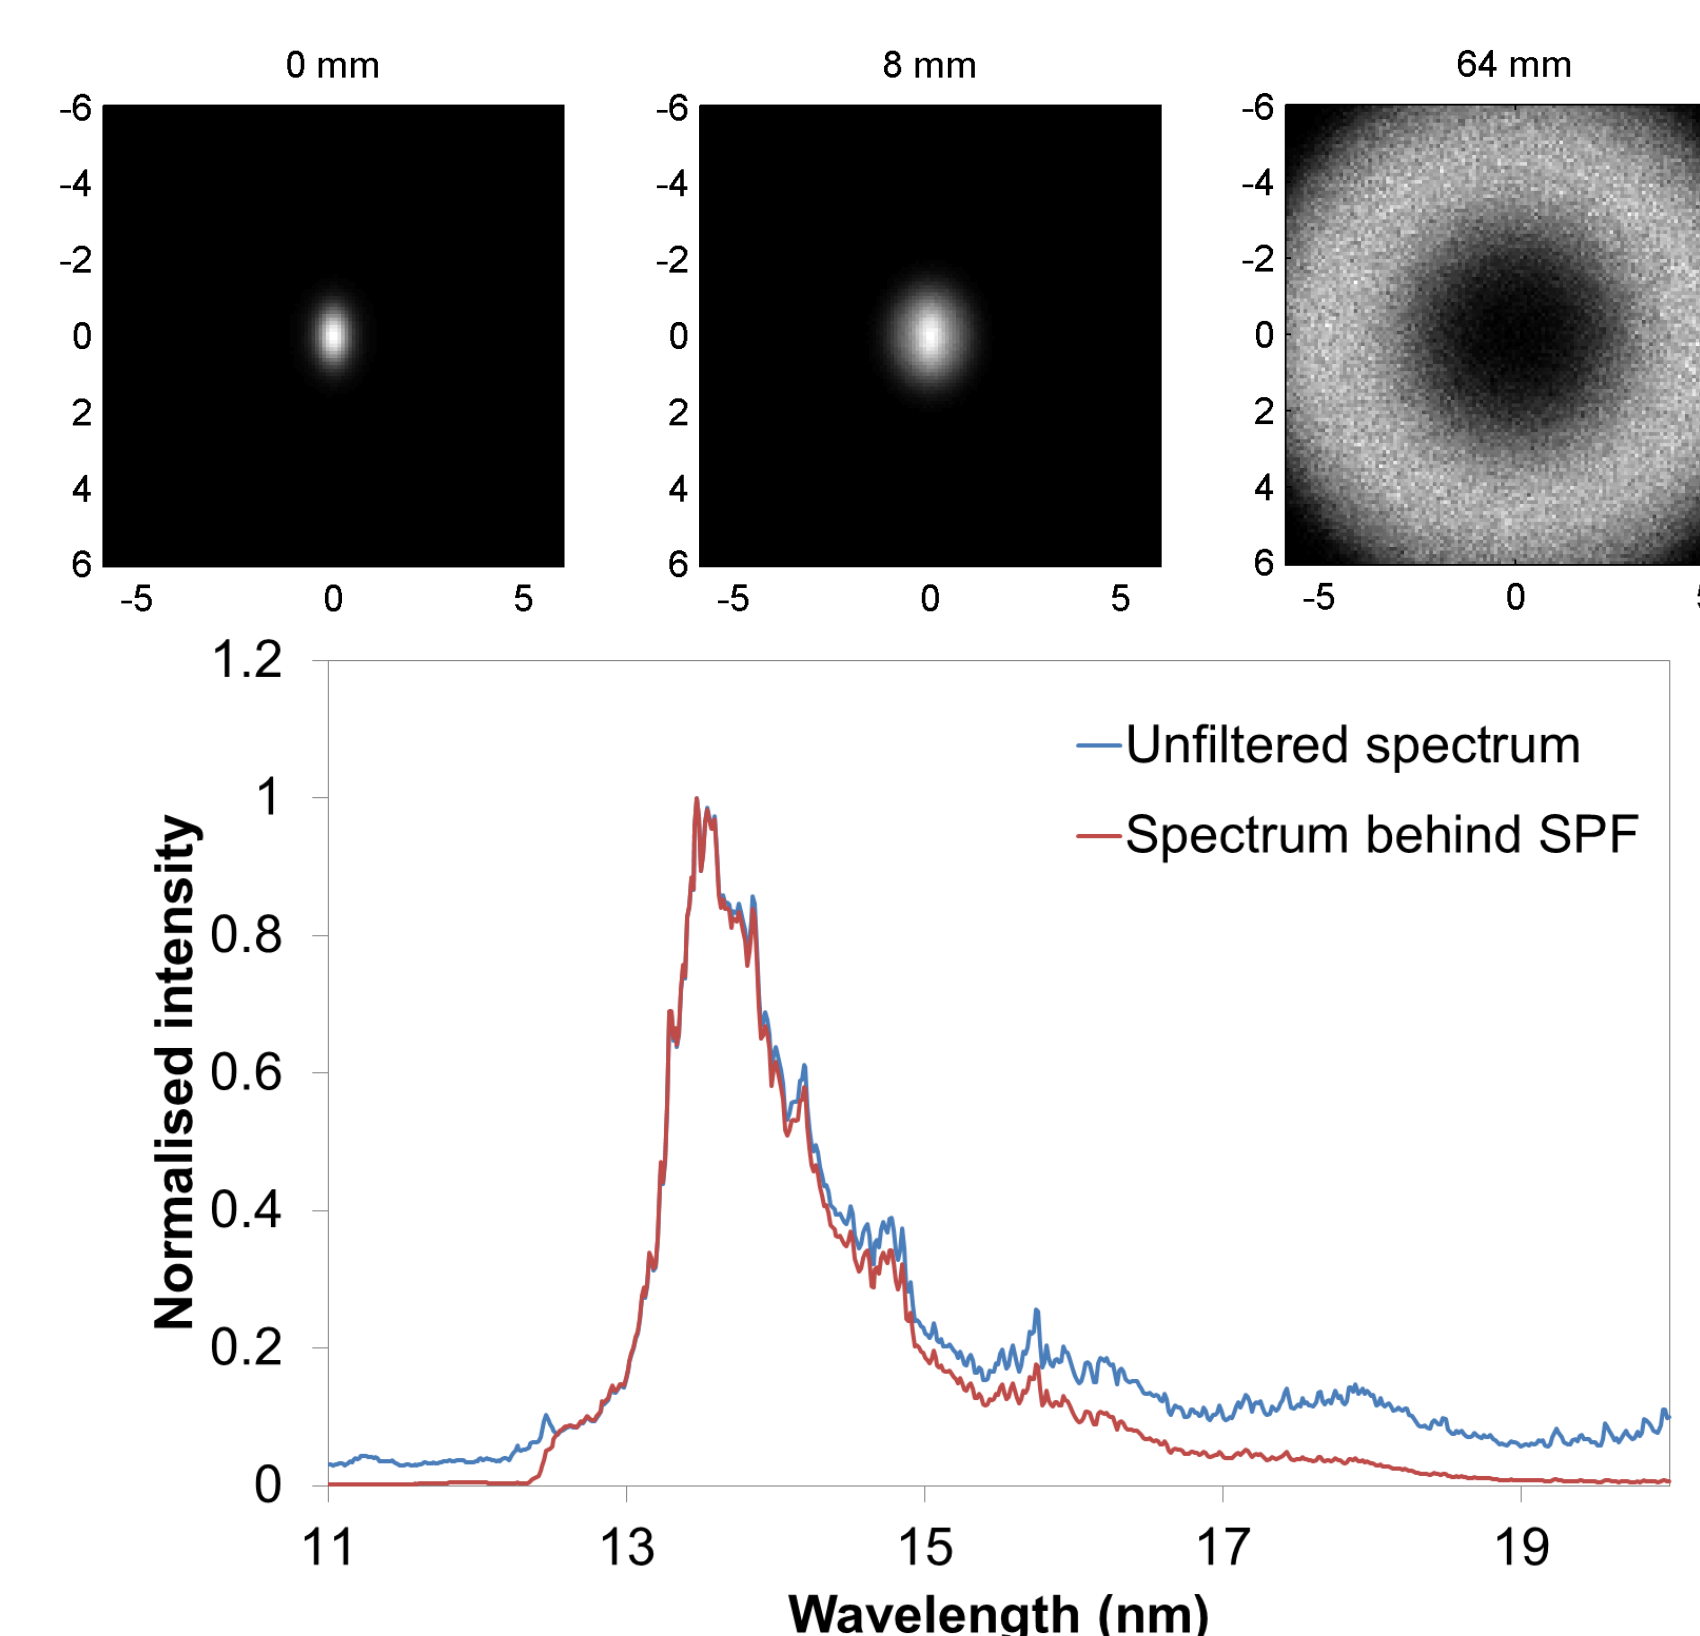 0 mm 8 mm 64 mm
-6 -6 -6
-4 -4 -4
-2 -2 -2
0 0 0
2 2 2
4 4 4
6 6 6
-5 0 5 -5 0 5 -5 0
1.2
Unfiltered spectrum
1
Spectrum behind SPF
0.8
0.6
0.4
0.2
0
Normalised intensity
11 13 15 17 19
Wavelength (nm)